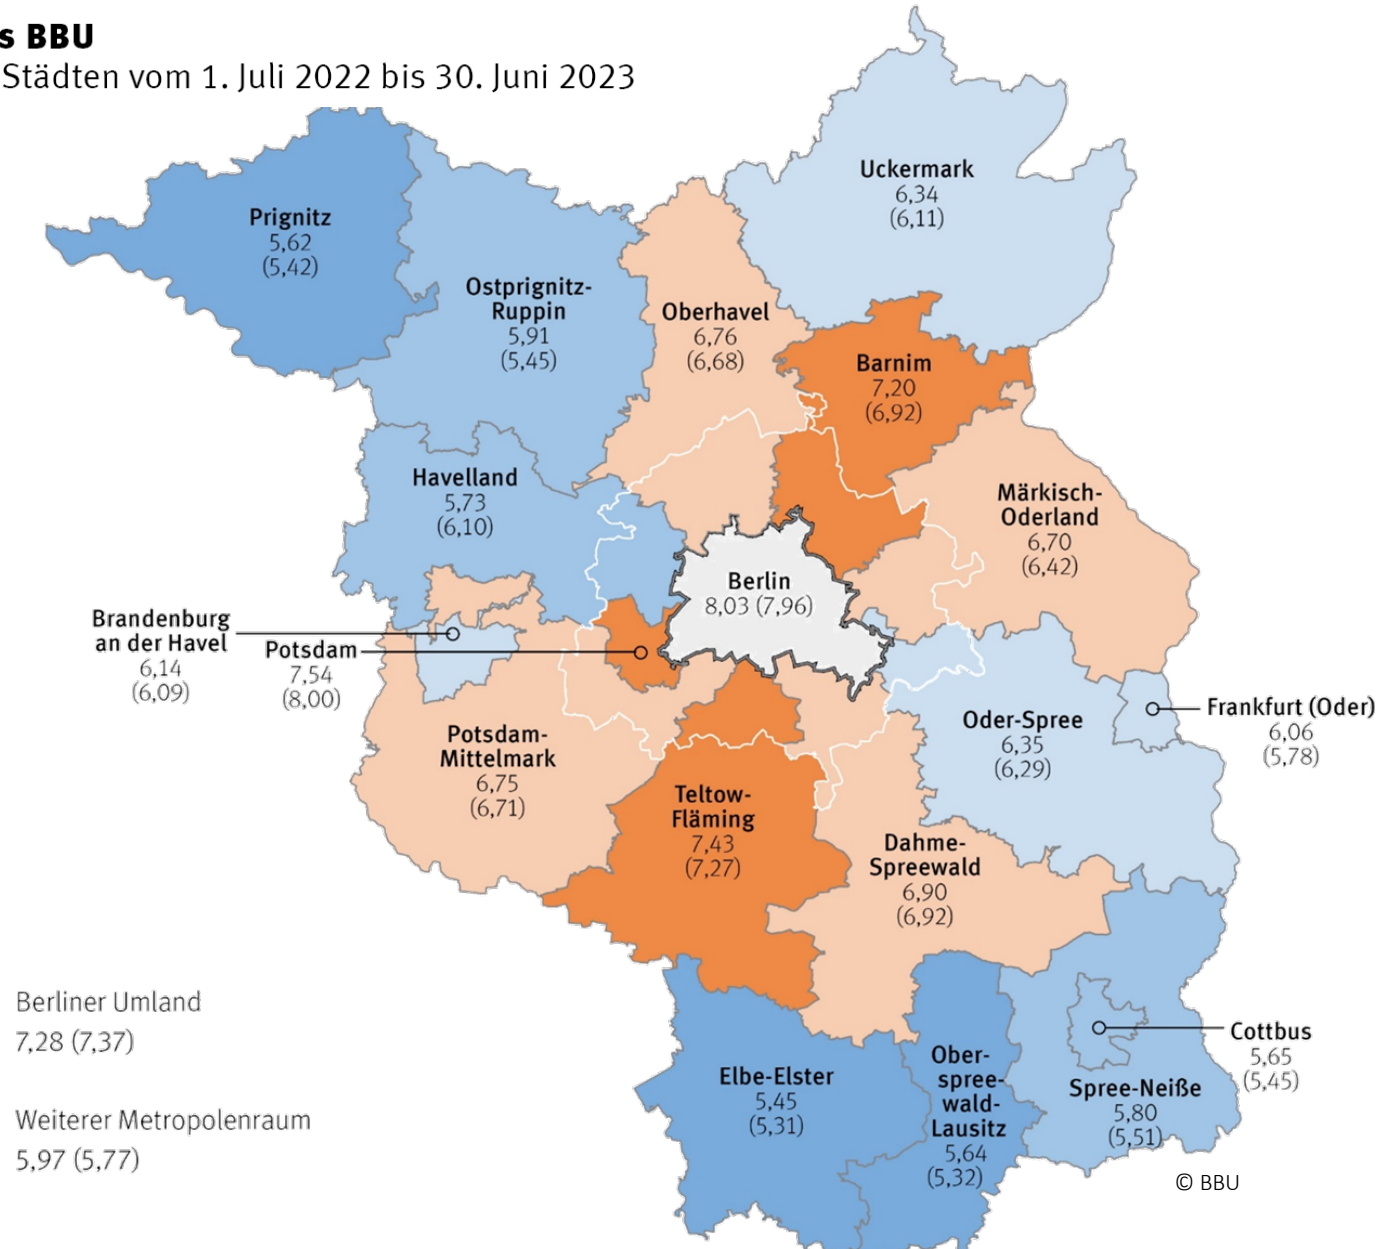 s BBU
Städten vom 1. Juli 2022 bis 30. Juni 2023
Uckermark
6,34
(6,11)
Prignitz
5,62
(5,42)
Ostprignitz-
Ruppin
5,91
(5,45)
Oberhavel
6,76
(6,68)
Barnim
7,20
(6,92)
Havelland
5,73
(6,10)
Märkisch-
Oderland
6,70
(6,42)
Berlin
8,03 (7,96)
Brandenburg
an der Havel
6,14
(6,09)
Potsdam
7,54
(8,00)
Potsdam-
Mittelmark
6,75
(6,71)
Oder-Spree
6,35
(6,29)
Frankfurt (Oder)
6,06
(5,78)
Teltow-
Fläming
7,43
(7,27)
Dahme-
Spreewald
6,90
(6,92)
Berliner Umland
7,28 (7,37)
Weiterer Metropolenraum
5,97 (5,77)
Elbe-Elster
5,45
(5,31)
Ober-
spree-
wald-
Lausitz
5,64
(5,32)
Cottbus
5,65
(5,45)
Spree-Neiße
5,80
(5,51)
© BBU